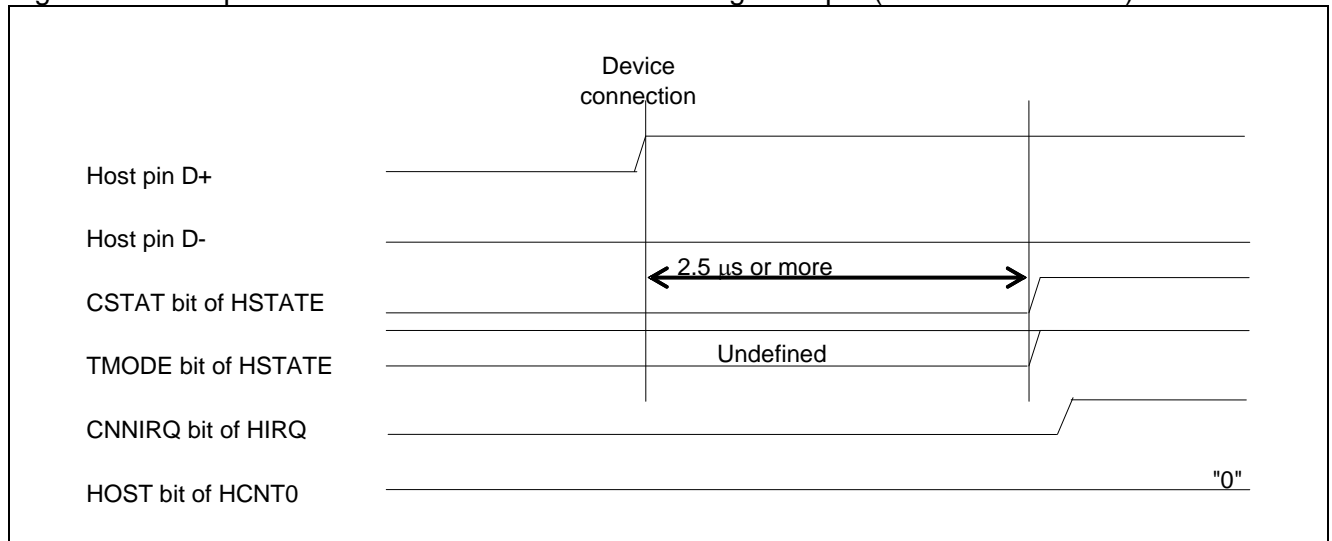 Device
connection
Host pin D+
Host pin D-
2.5 μs or more
CSTAT bit of HSTATE
Undefined
TMODE bit of HSTATE
CNNIRQ bit of HIRQ
"0"
HOST bit of HCNT0